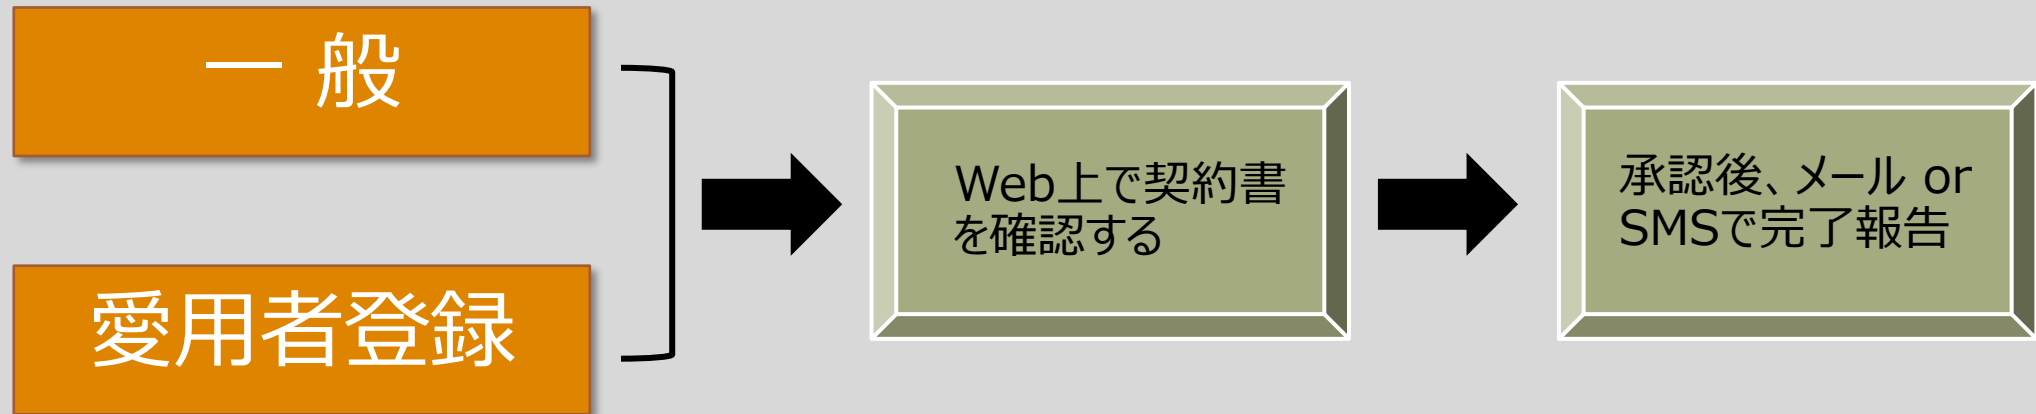 一 般
愛用者登録
Web上で契約書
を確認する
承認後、メール or
SMSで完了報告